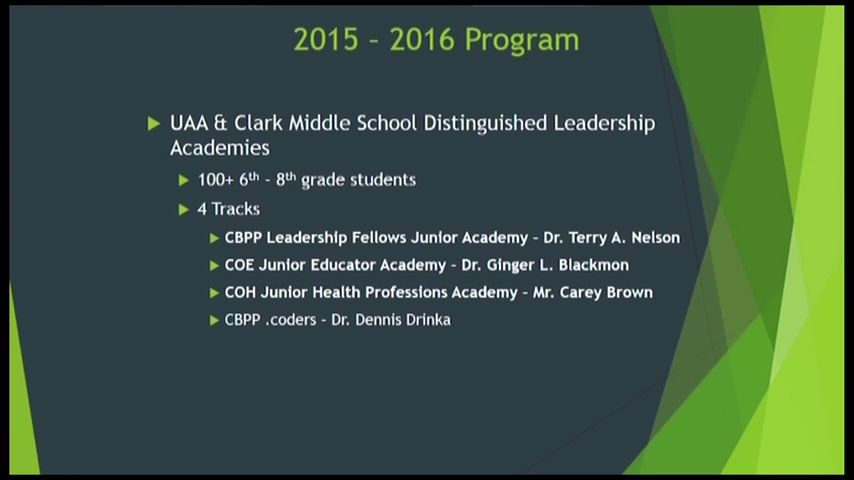 2015 – 2016 Program
UAA & Clark Middle School Distinguished Leadership
Academies
100+ 6th - 8th grade students
4 Tracks
CBPP Leadership Fellows Junior Academy – Dr. Terry A. Nelson
COE Junior Educator Academy – Dr. Ginger L. Blackmon
COH Junior Health Professions Academy – Mr. Carey Brown
CBPP .coders – Dr. Dennis Drinka